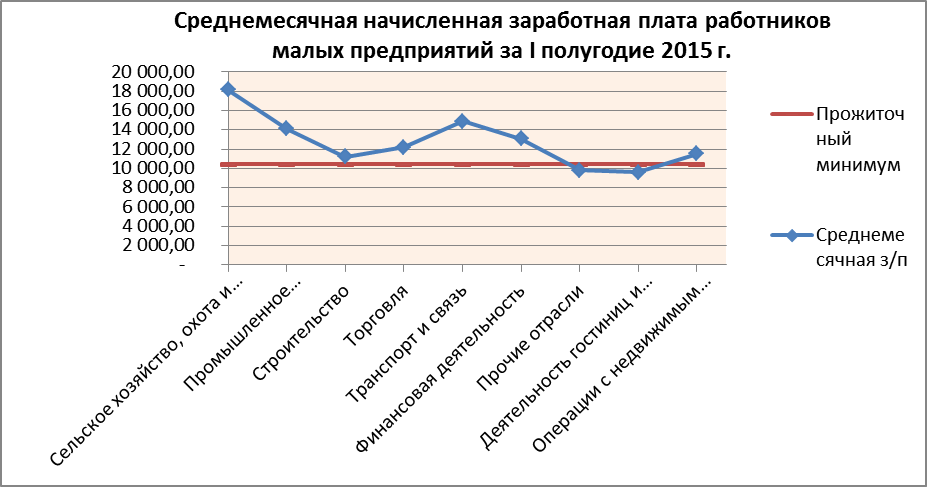 Среднемесячная начисленная заработная плата работников
малых предприятий за I полугодие 2015 г.
20 000,00
18 000,00
16 000,00
14 000,00
12 000,00
10 000,00
8 000,00
6 000,00
4 000,00
2 000,00
-
Сельское хозяйство, охота и...
Промышленное...
Строительство
Торговля
Транспорт и связь
Финансовая деятельность
Прочие отрасли
Деятельность гостиниц и...
Операции с недвижимым...
Прожиточ
ный
минимум
Среднеме
сячная з/п